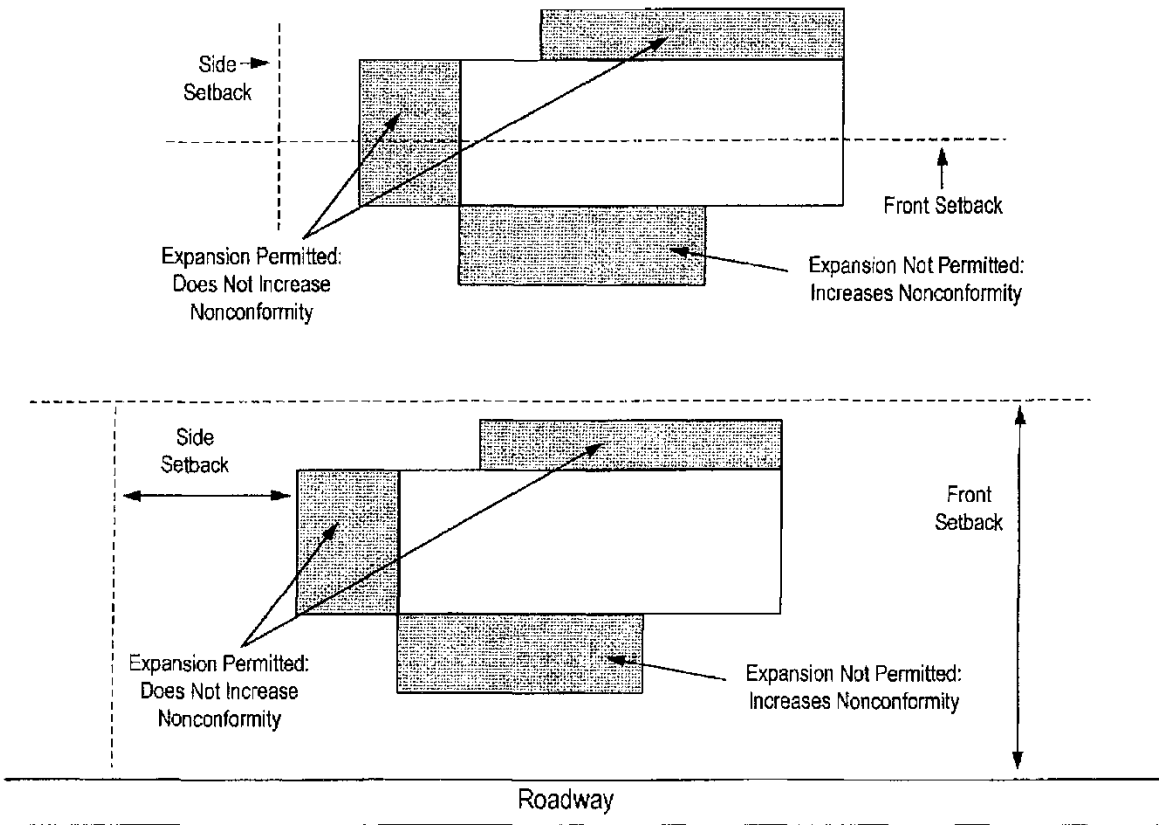 Side
Setback
Front Setback
Expansion Permitted:
Does Not Increase
Nonconformity
Expansion Not Permitted:
Increases Nonconformity
Side
Setback
Front
Setback
Expansion Permitted:
Does Not Increase
Nonconformity
Expansion Not Permitted:
Increases Nonconformity
Roadway